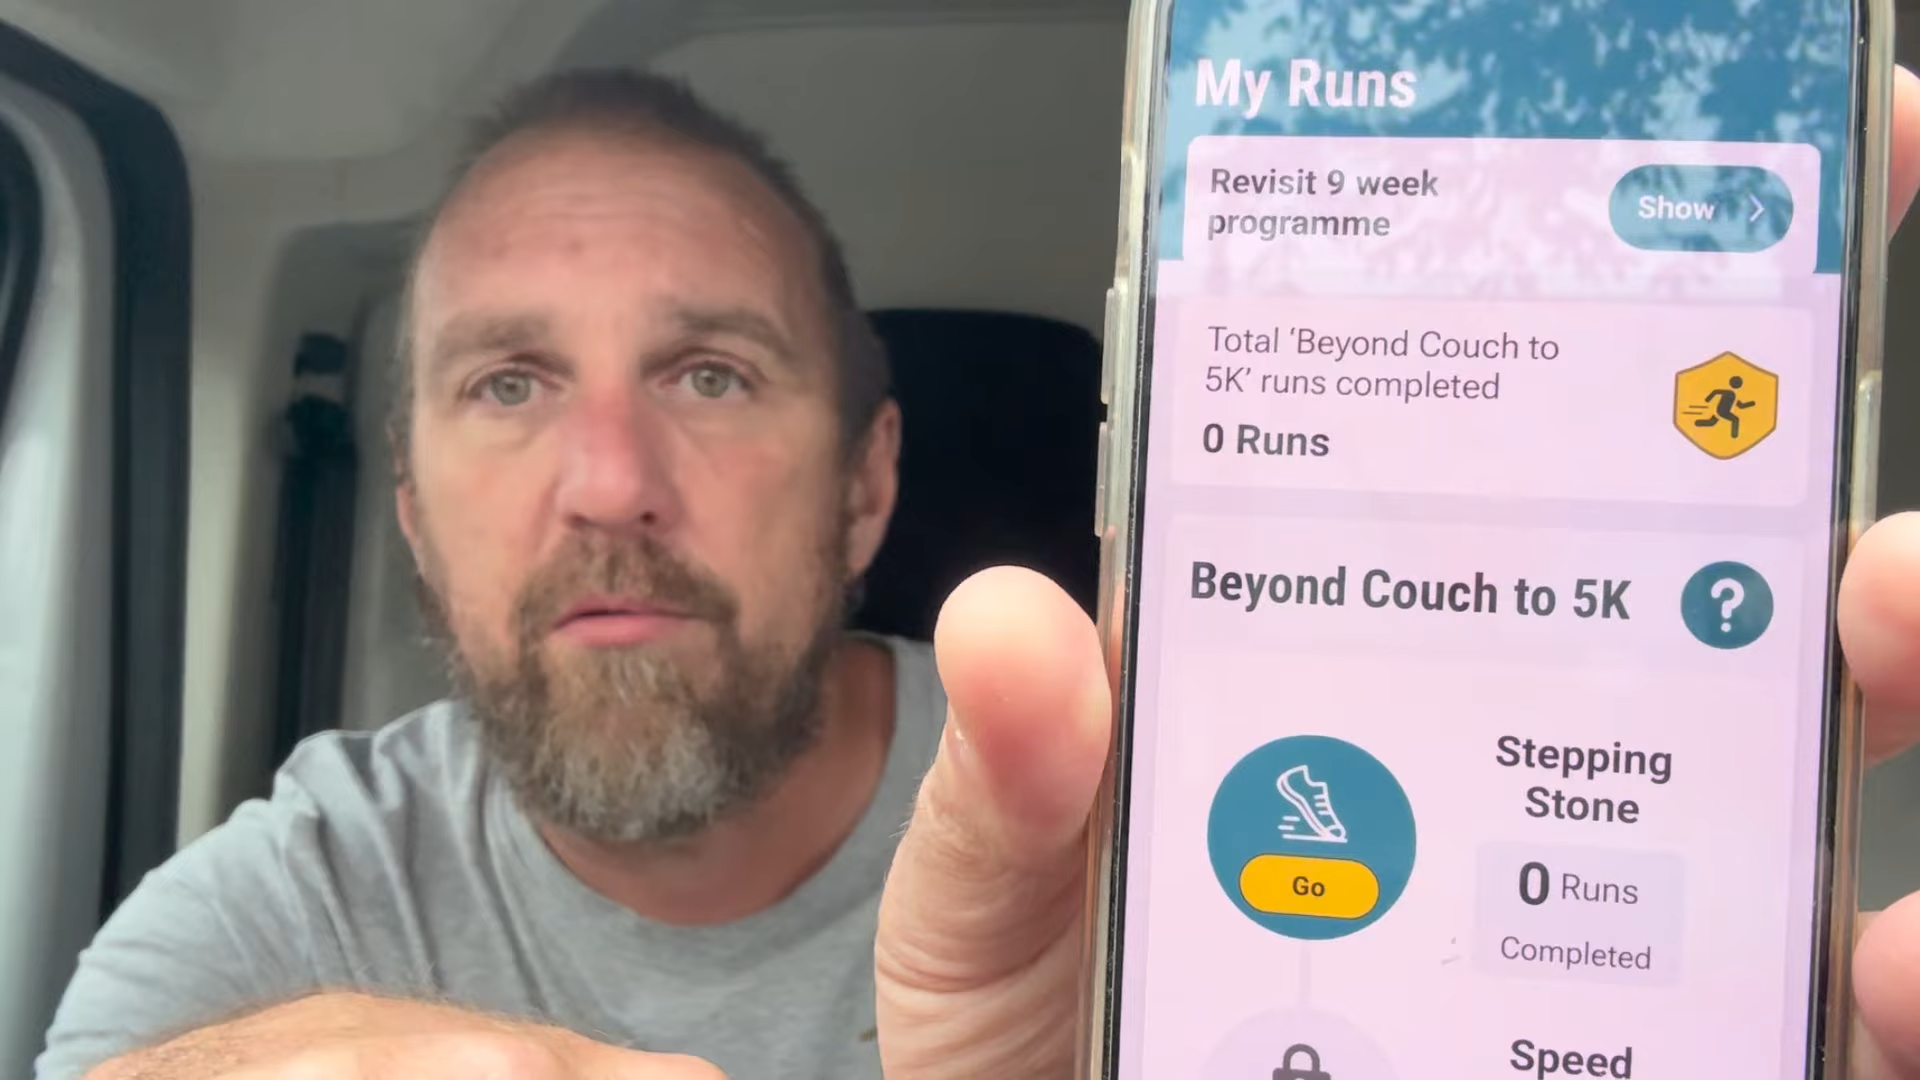 My Runs
Revisit 9 week
programme
Show
Total ‘Beyond Couch to
5K’ runs completed
0 Runs
Beyond Couch to 5K
?
Stepping
Stone
Go
0 Runs
Completed
Speed